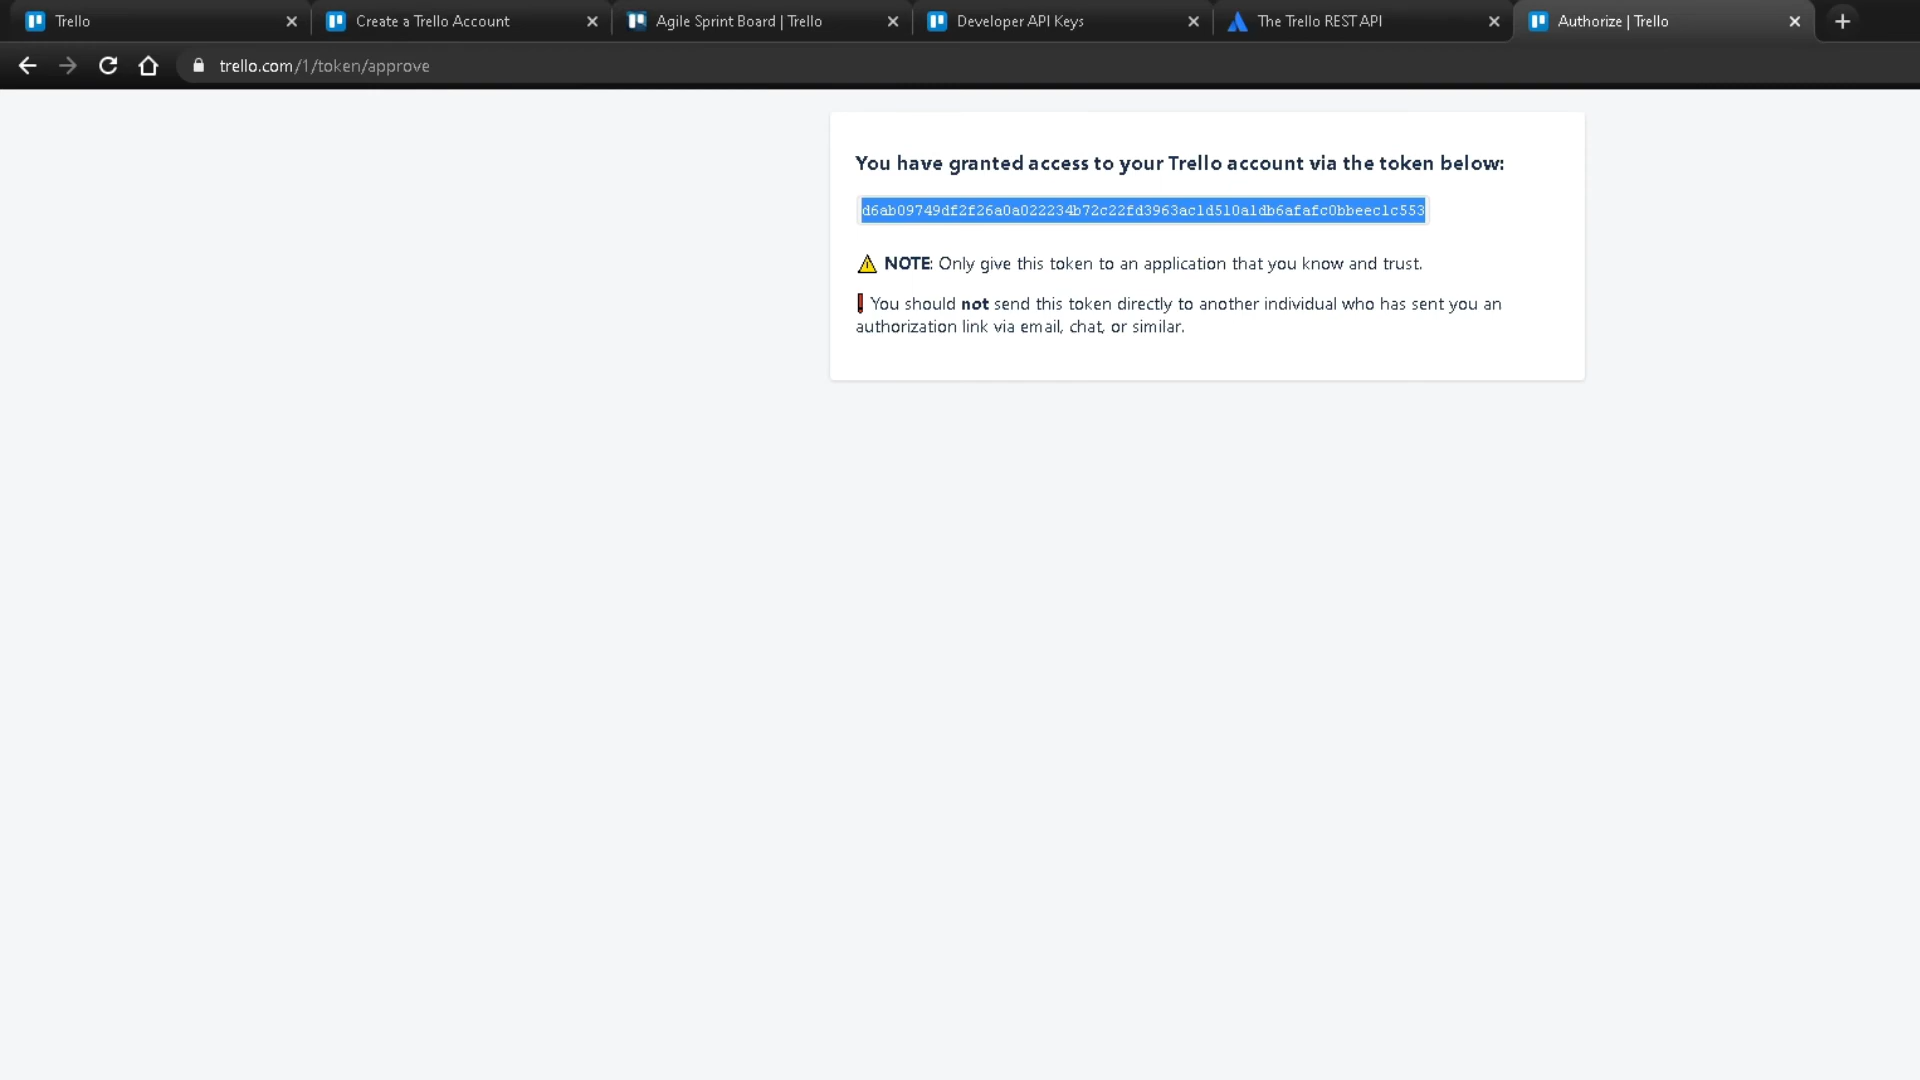 Trello
Create a Trello Account
Agile Sprint Board | Trello
Developer API Keys
The Trello REST API
Authorize | Trello
trello.com/1/token/approve
You have granted access to your Trello account via the token below:
d6ab09749df2f26a0a022234b72c22fd3963ac1d510a1db6afafc0bbeec1c553
NOTE: Only give this token to an application that you know and trust.
You should not send this token directly to another individual who has sent you an
authorization link via email, chat, or similar.